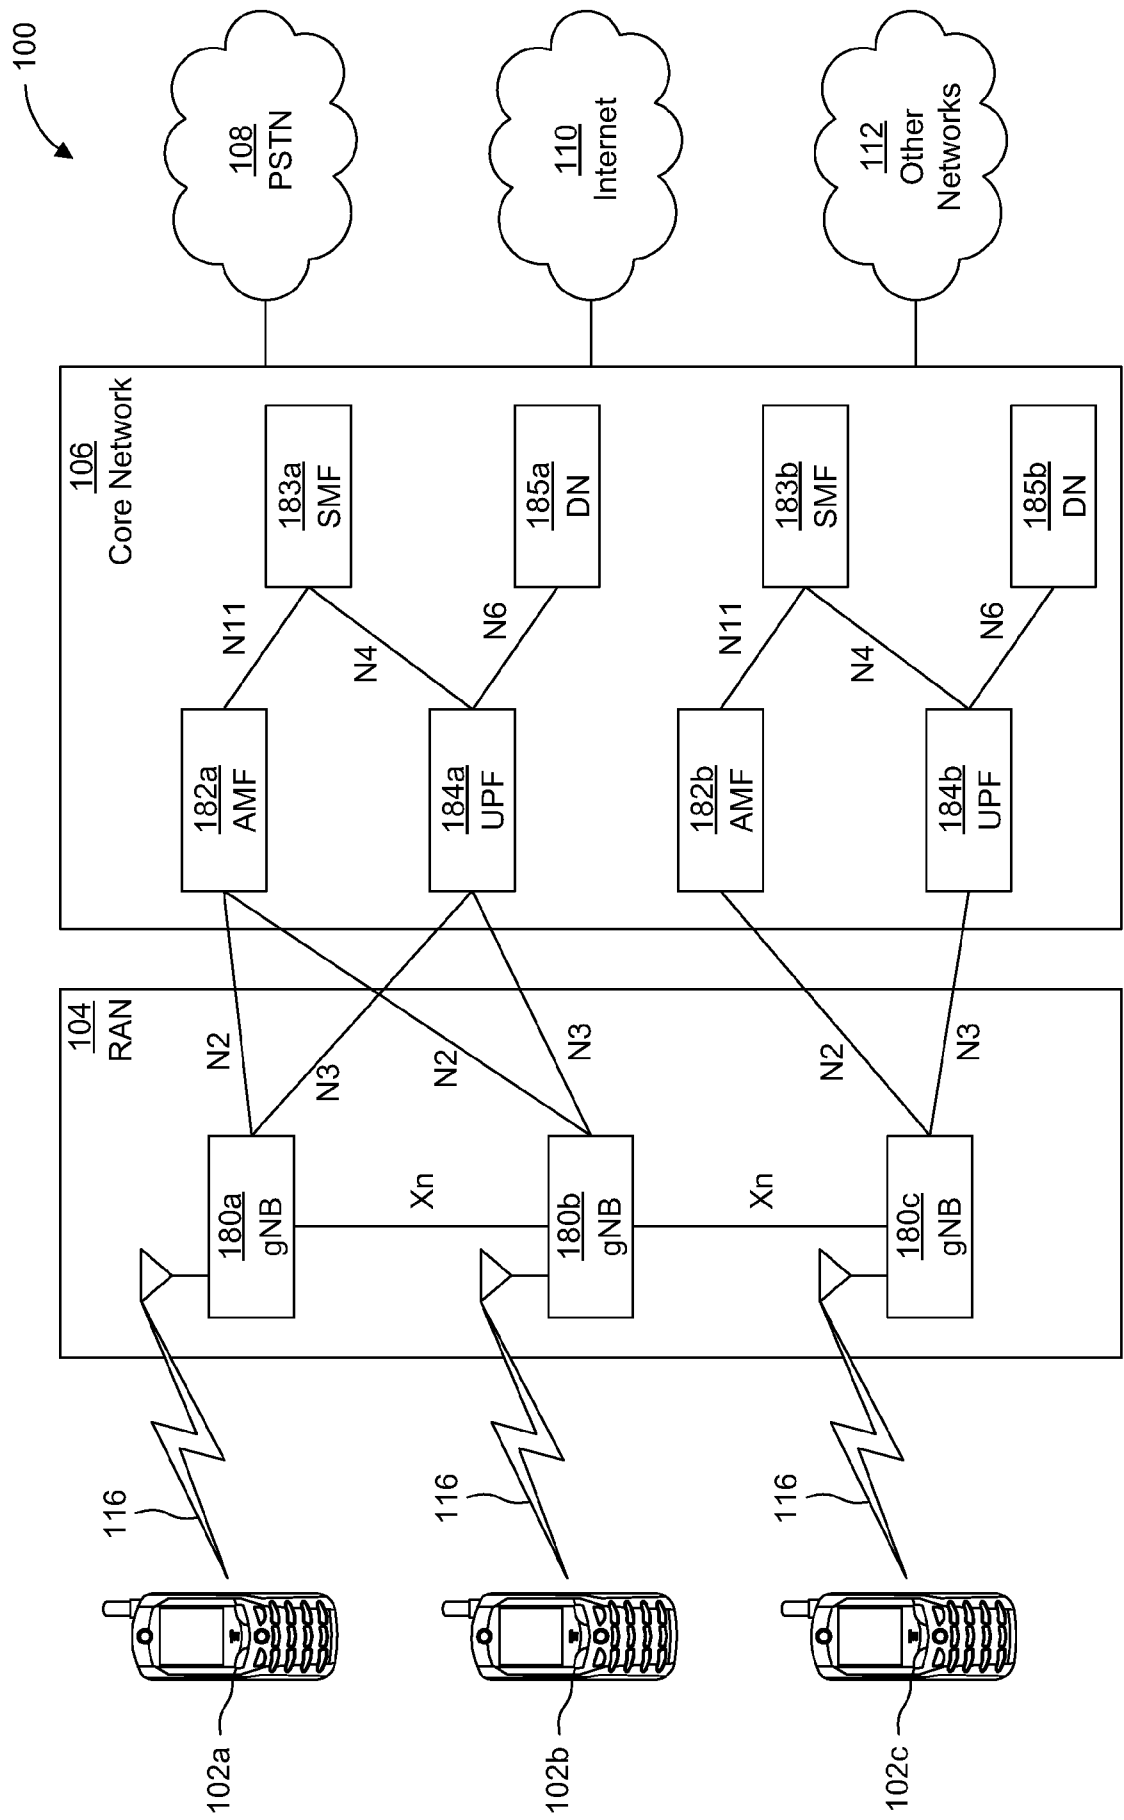 100
108
PSTN
110
Internet
112
Other
Networks
106
Core Network
183a
SMF
185a
DN
183b
SMF
185b
DN
N11
N4
N6
N11
N4
N6
182a
AMF
184a
UPF
182b
AMF
184b
UPF
104
RAN
N2
N3
N2
N3
N2
N3
180a
gNB
Xn
180b
gNB
Xn
180c
gNB
116
116
116
102a
102b
102c